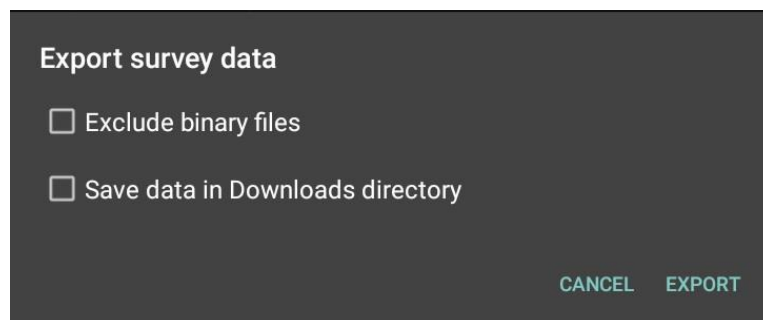 Export survey data
Exclude binary files
Save data in Downloads directory
CANCEL EXPORT